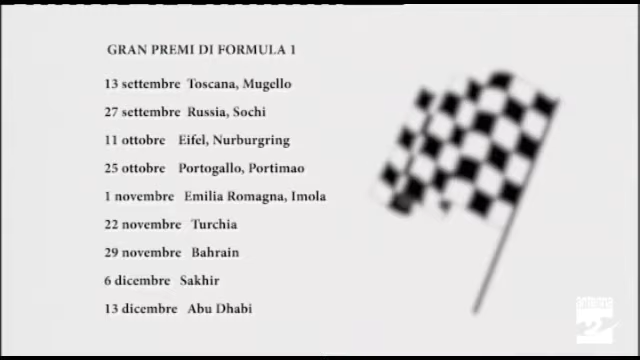 GRAN PREMI DI FORMULA 1
13 settembre Toscana, Mugello
27 settembre Russia, Sochi
11 ottobre Eifel, Nurburgring
25 ottobre Portogallo, Portimao
1 novembre Emilia Romagna, Imola
22 novembre Turchia
29 novembre Bahrain
6 dicembre Sakhir
13 dicembre Abu Dhabi
antenna